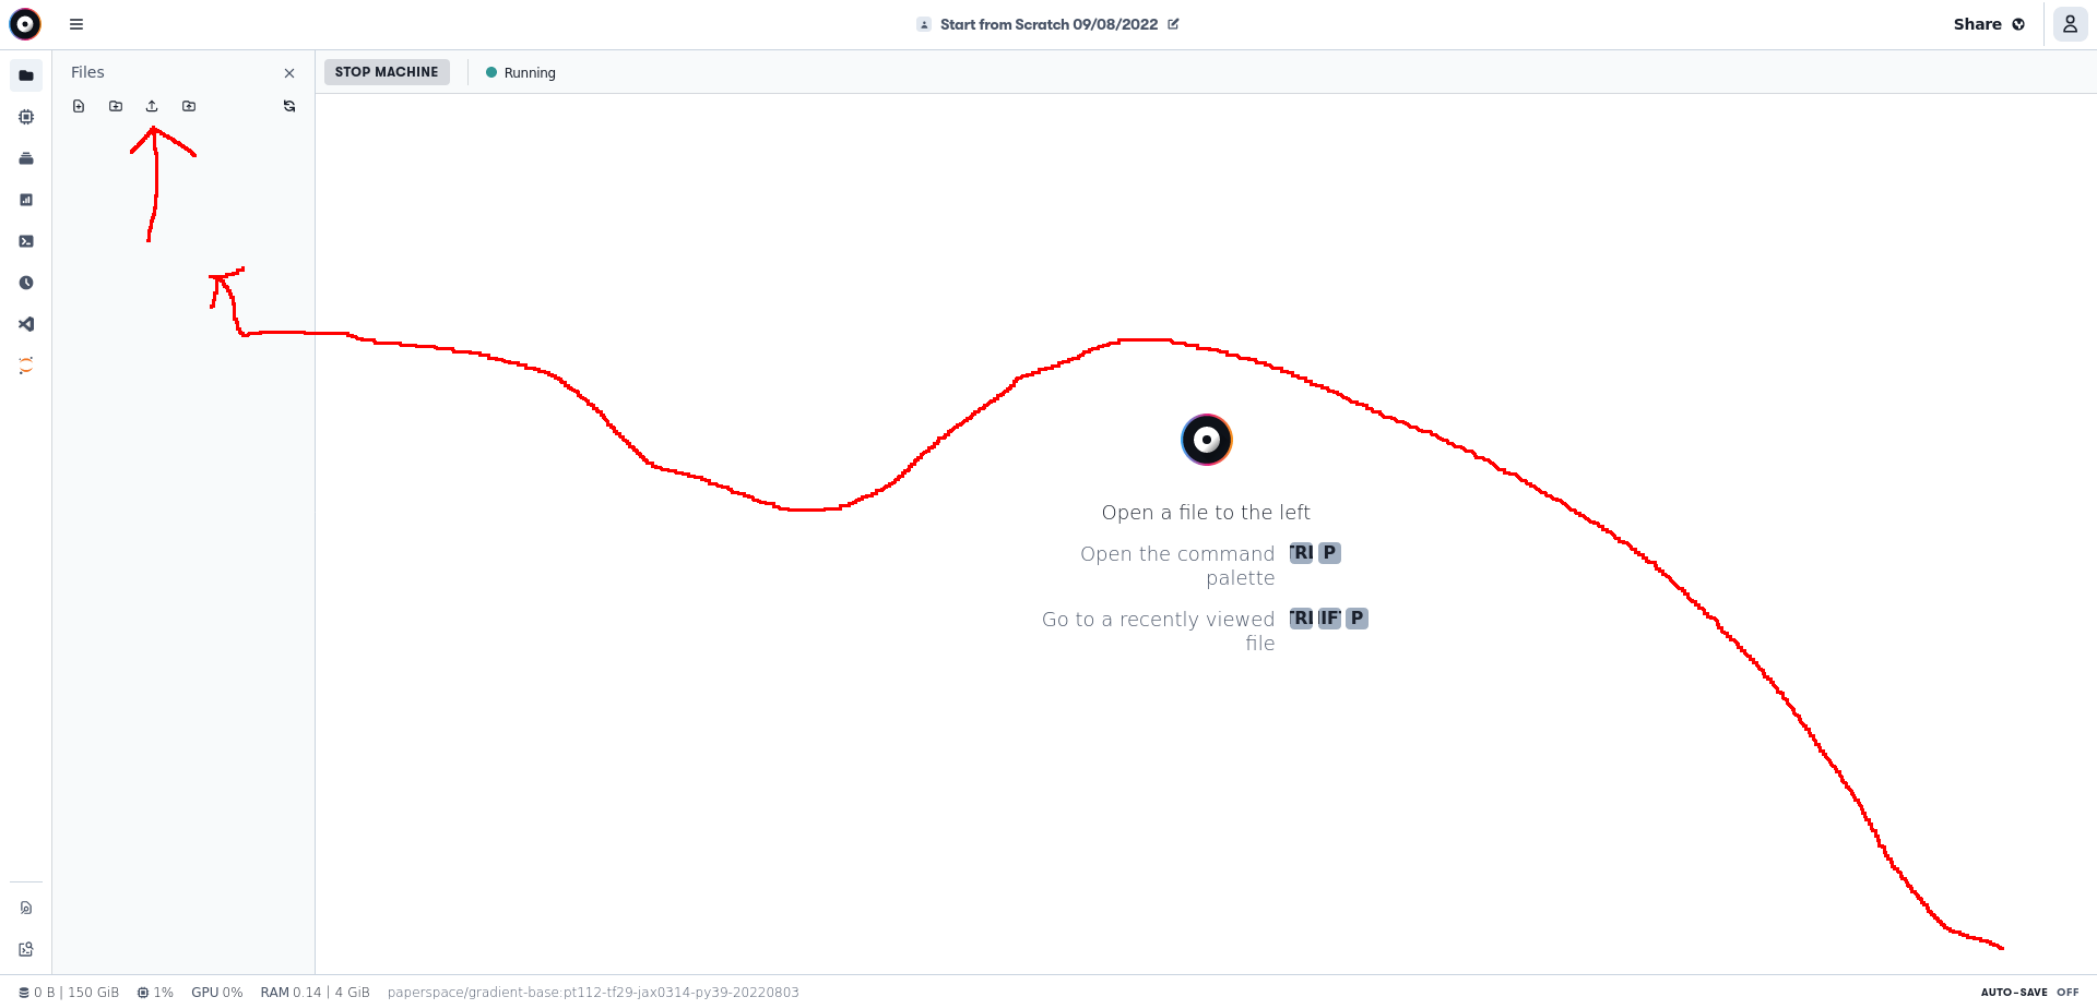 Start from Scratch 09/08/2022
Share
Files
STOP MACHINE
Running
Open a file to the left
Open the command P
palette
Go to a recently viewed P
file
0 B | 150 GiB 1% GPU 0% RAM 0.14 | 4 GiB paperspace/gradient-base:pt112-tf29-jax0314-py39-20220803
AUTO-SAVE OFF